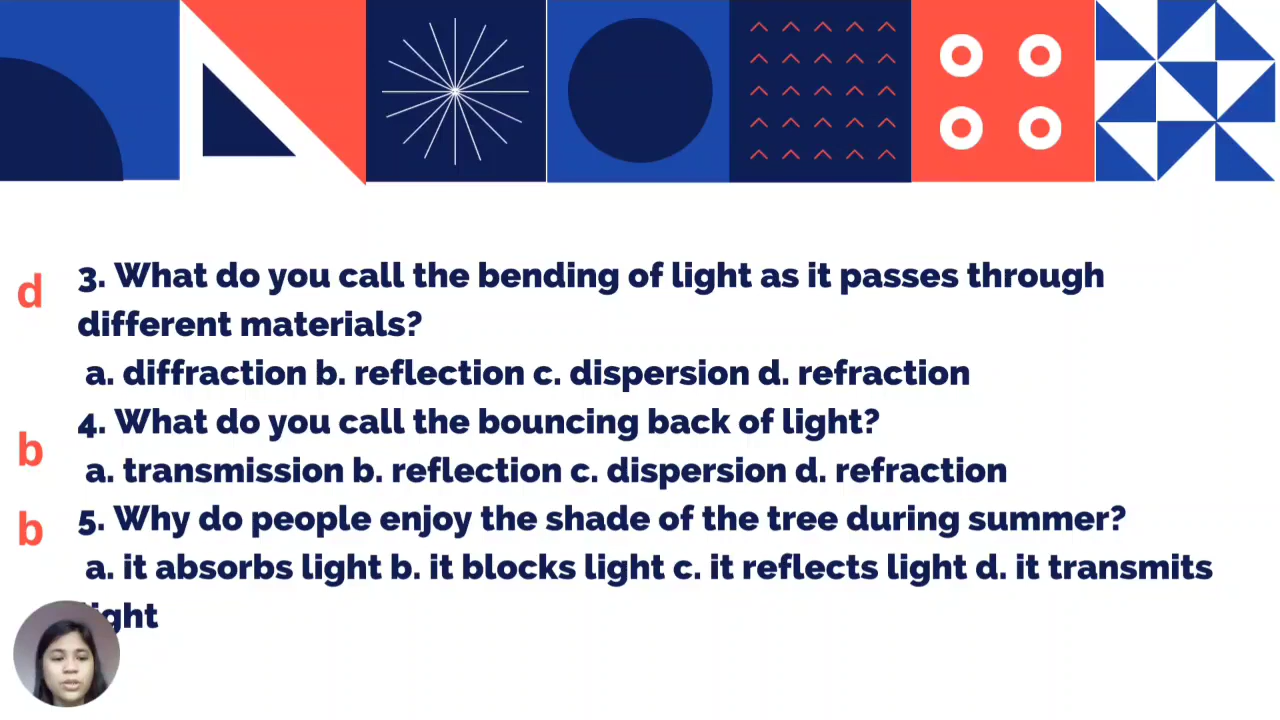 d
3. What do you call the bending of light as it passes through
different materials?
a. diffraction b. reflection c. dispersion d. refraction
4. What do you call the bouncing back of light?
b
a. transmission b. reflection c. dispersion d. refraction
b
5. Why do people enjoy the shade of the tree during summer?
a. it absorbs light b. it blocks light c. it reflects light d. it transmits